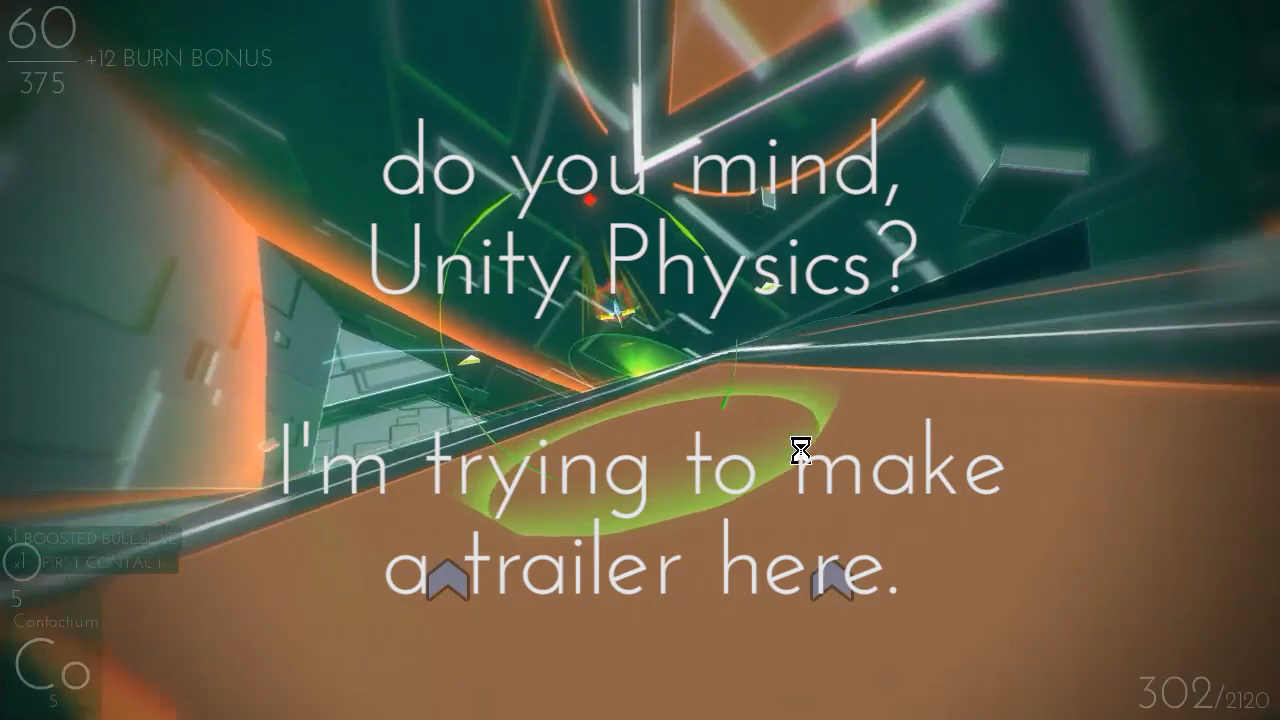 60
+12 BURN BONUS
375
do you mind,
Unity Physics?
I'm trying to make
a trailer here.
x1 BOOSTED BULLSEYE
x1 FIRST CONTACT
5
Contactium
Co
5
302/2120